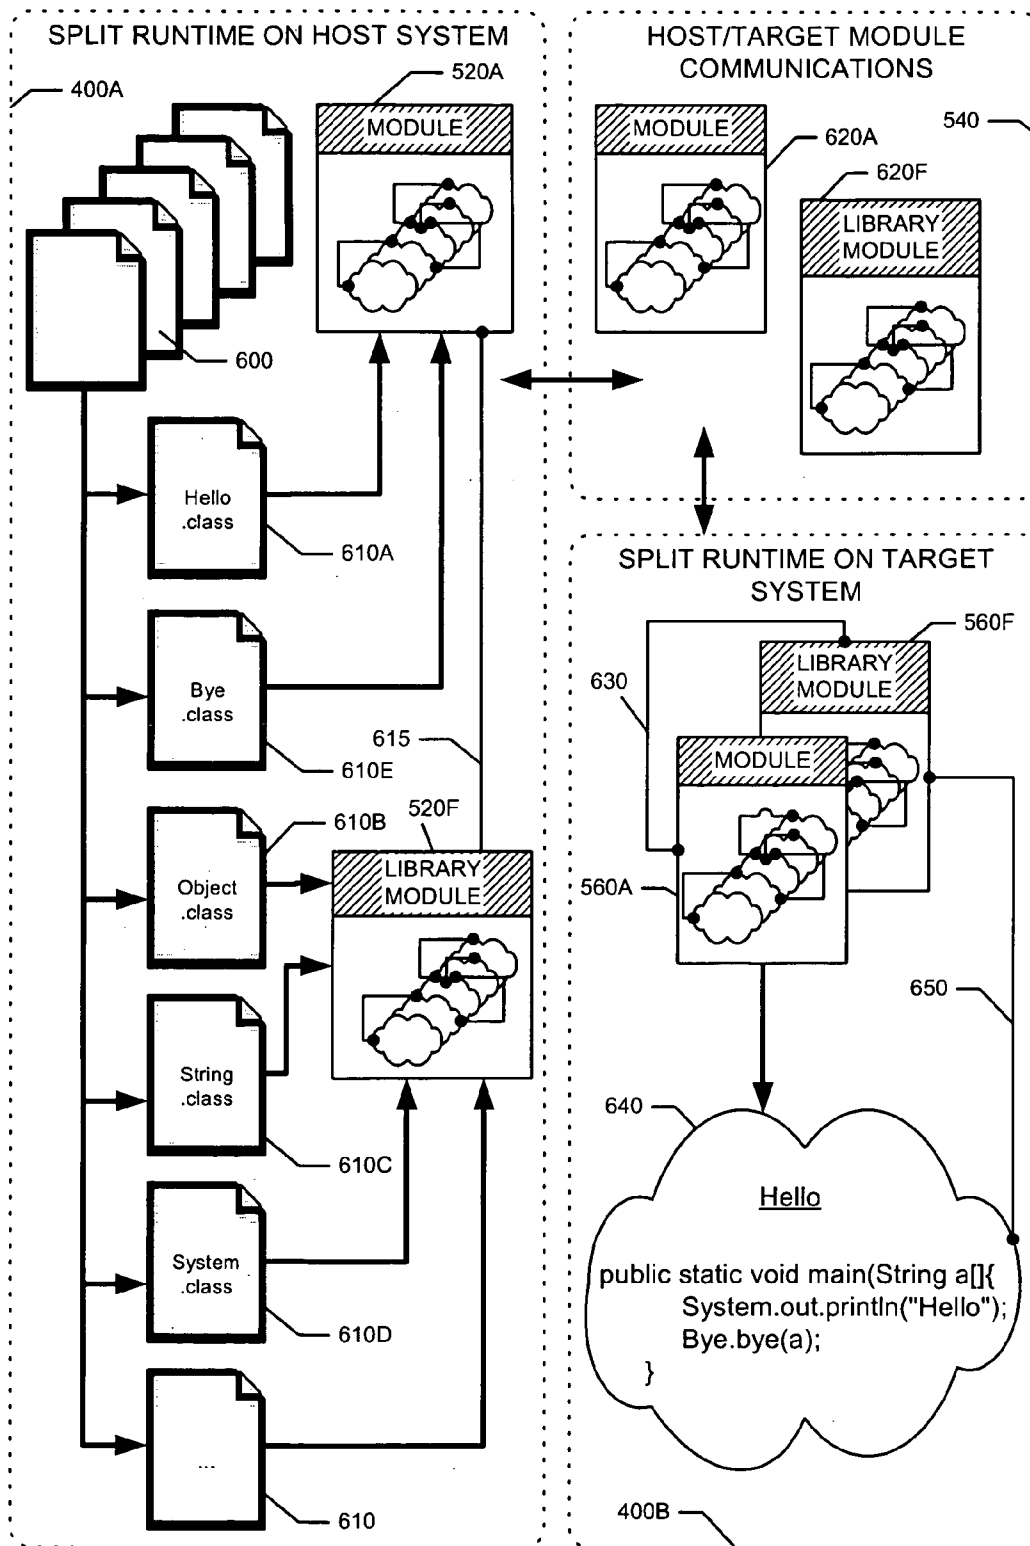 SPLIT RUNTIME ON HOST SYSTEM
400A
520A
MODULE
600
Hello
.class
610A
Bye
.class
610E
615
610B
520F
Object
.class
LIBRARY
MODULE
String
.class
610C
System
.class
610D
...
610
HOST/TARGET MODULE
COMMUNICATIONS
540
MODULE
620A
620F
LIBRARY
MODULE
SPLIT RUNTIME ON TARGET
SYSTEM
560F
630
LIBRARY
MODULE
MODULE
560A
650
640
Hello
public static void main(String a[]{
System.out.println("Hello");
Bye.bye(a);
}
400B